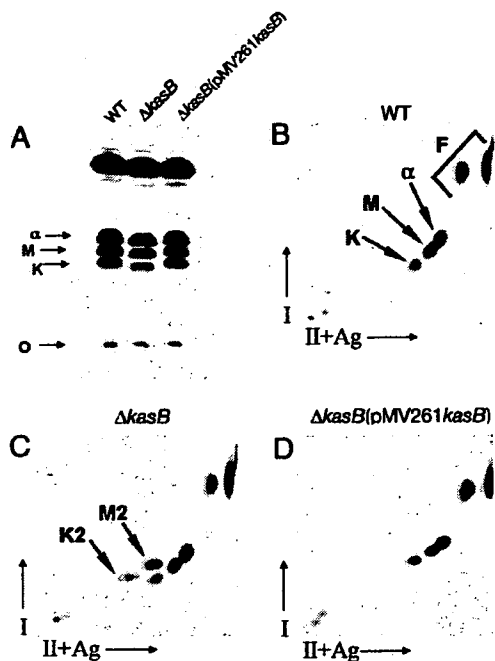 WT
ΔkasB
ΔkasB(pMV261kasB)
A
α
M
K
O
B
WT
F
α
M
K
I
II+Ag
C
ΔkasB
M2
K2
I
II+Ag
D
ΔkasB(pMV261kasB)
I
II+Ag